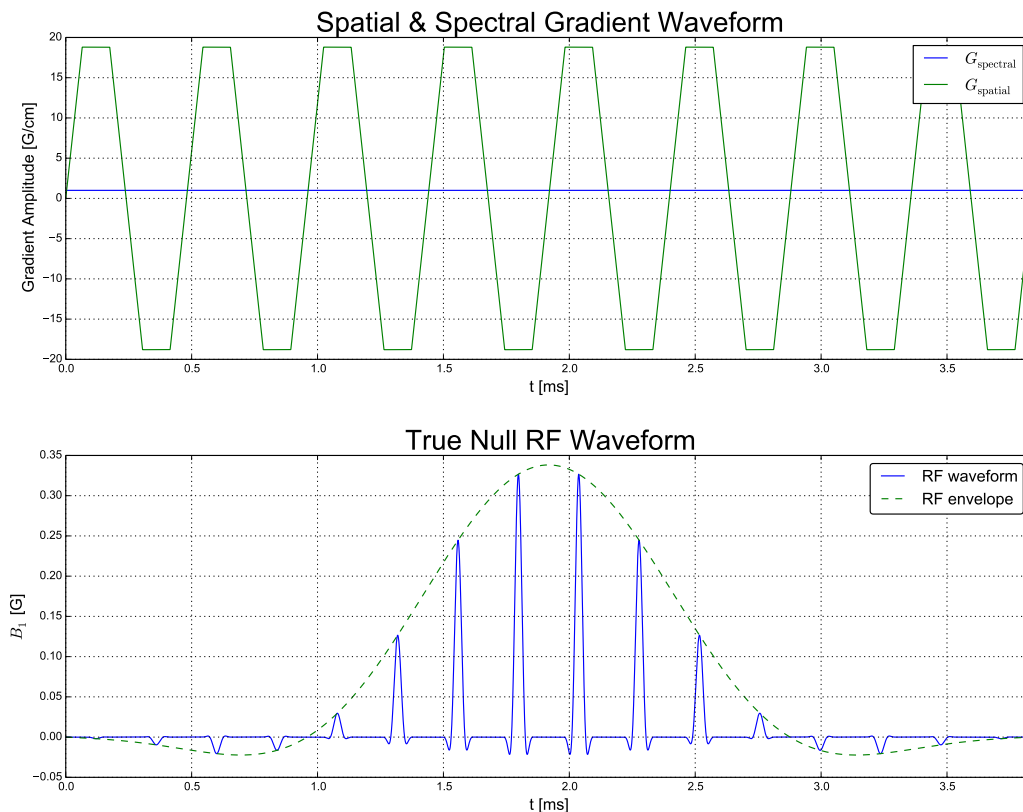 Spatial & Spectral Gradient Waveform
20
15
10
5
0
−5
−10
−15
−20
Gradient Amplitude [G/cm]
G_spectral
G_spatial
0.0 0.5 1.0 1.5 2.0 2.5 3.0 3.5
t [ms]
True Null RF Waveform
0.35
0.30
0.25
0.20
0.15
0.10
0.05
0.00
−0.05
B_1 [G]
RF waveform
RF envelope
0.0 0.5 1.0 1.5 2.0 2.5 3.0 3.5
t [ms]